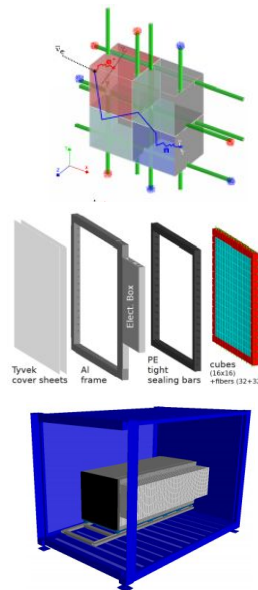 ν̄e
e⁺
n
Y
Z
X
Elect. Box
Tyvek
cover sheets
Al
frame
PE
tight
sealing bars
cubes
(16x16)
+fibers (32+32